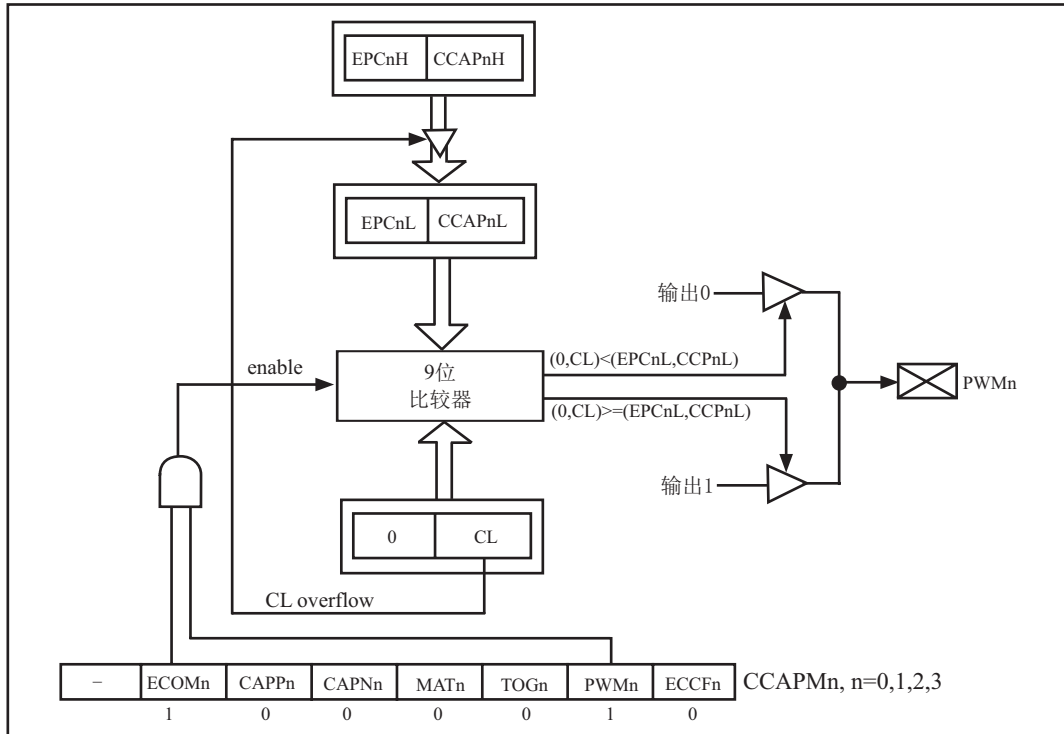 EPCnH CCAPnH
EPCnL CCAPnL
输出0
enable
9位
比较器
(0,CL)<(EPCnL,CCPnL)
(0,CL)>=(EPCnL,CCPnL)
PWMn
输出1
0 CL
CL overflow
– ECOMn CAPPn CAPNn MATn TOGn PWMn ECCFn CCAPMn, n=0,1,2,3
1 0 0 0 0 1 0